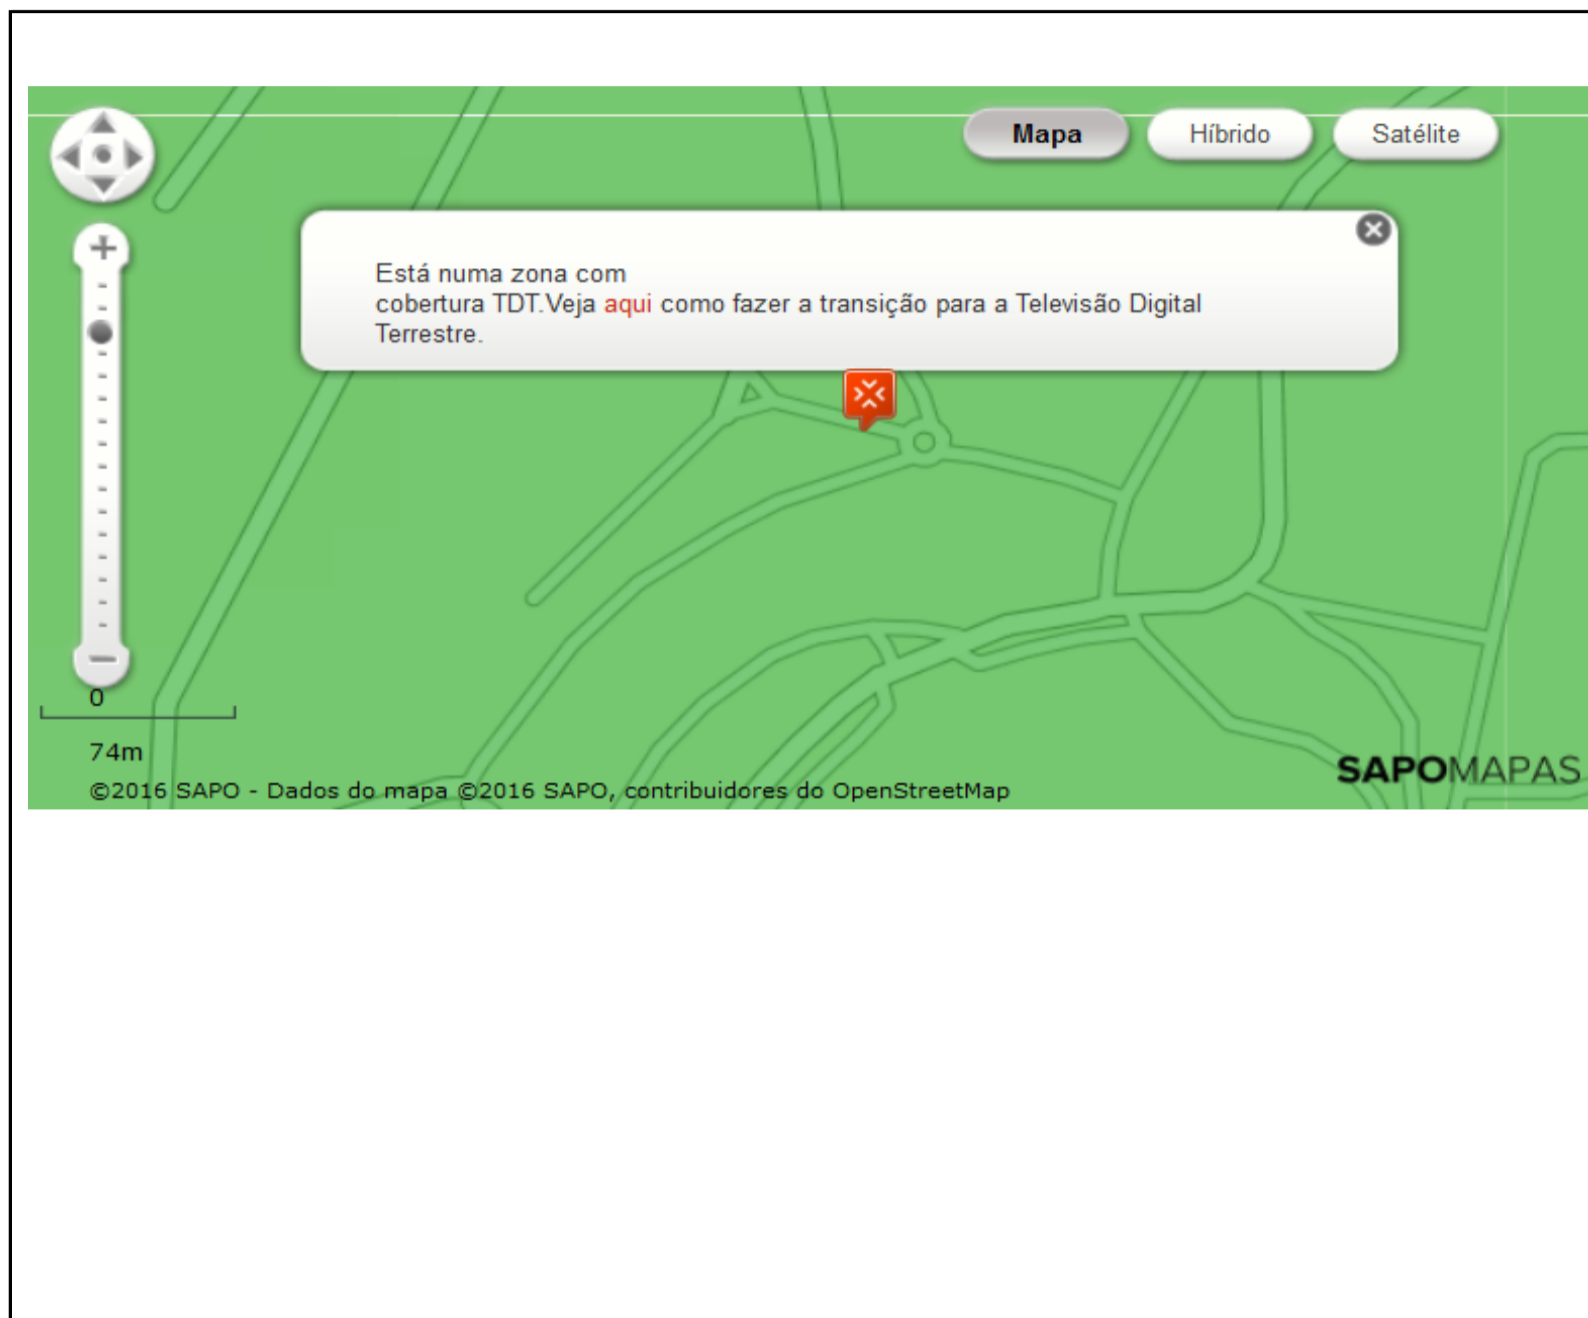 Mapa
Híbrido
Satélite
Está numa zona com
cobertura TDT.Veja aqui como fazer a transição para a Televisão Digital
Terrestre.
0
74m
SAPOMAPAS
©2016 SAPO - Dados do mapa ©2016 SAPO, contribuidores do OpenStreetMap